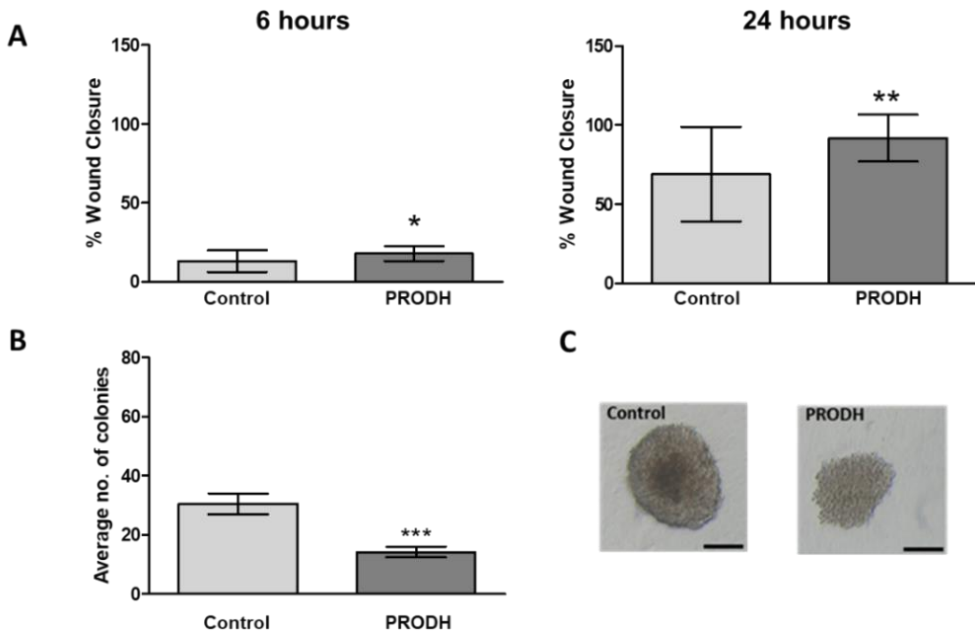 A
6 hours
150
100
50
0
% Wound Closure
*
Control PRODH
24 hours
150
100
50
0
% Wound Closure
**
Control PRODH
B
80
60
40
20
0
Average no. of colonies
***
Control PRODH
C
Control
PRODH